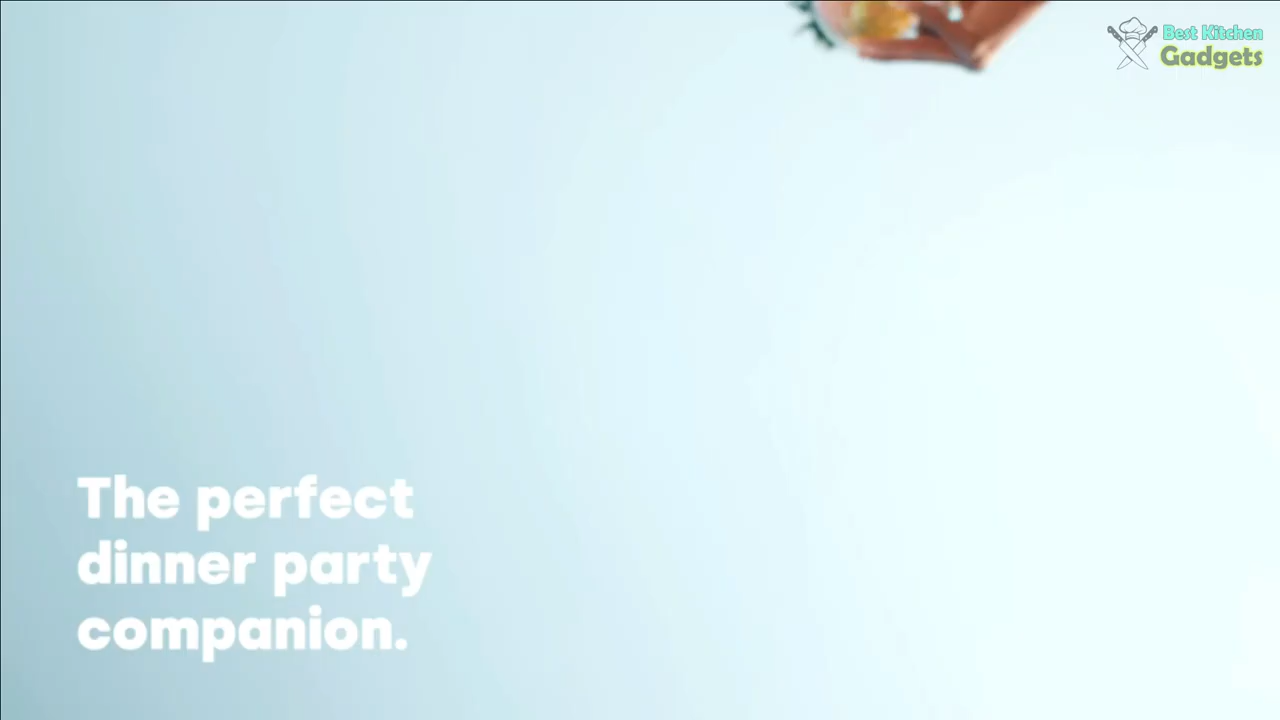 Best Kitchen
Gadgets
The perfect
dinner party
companion.